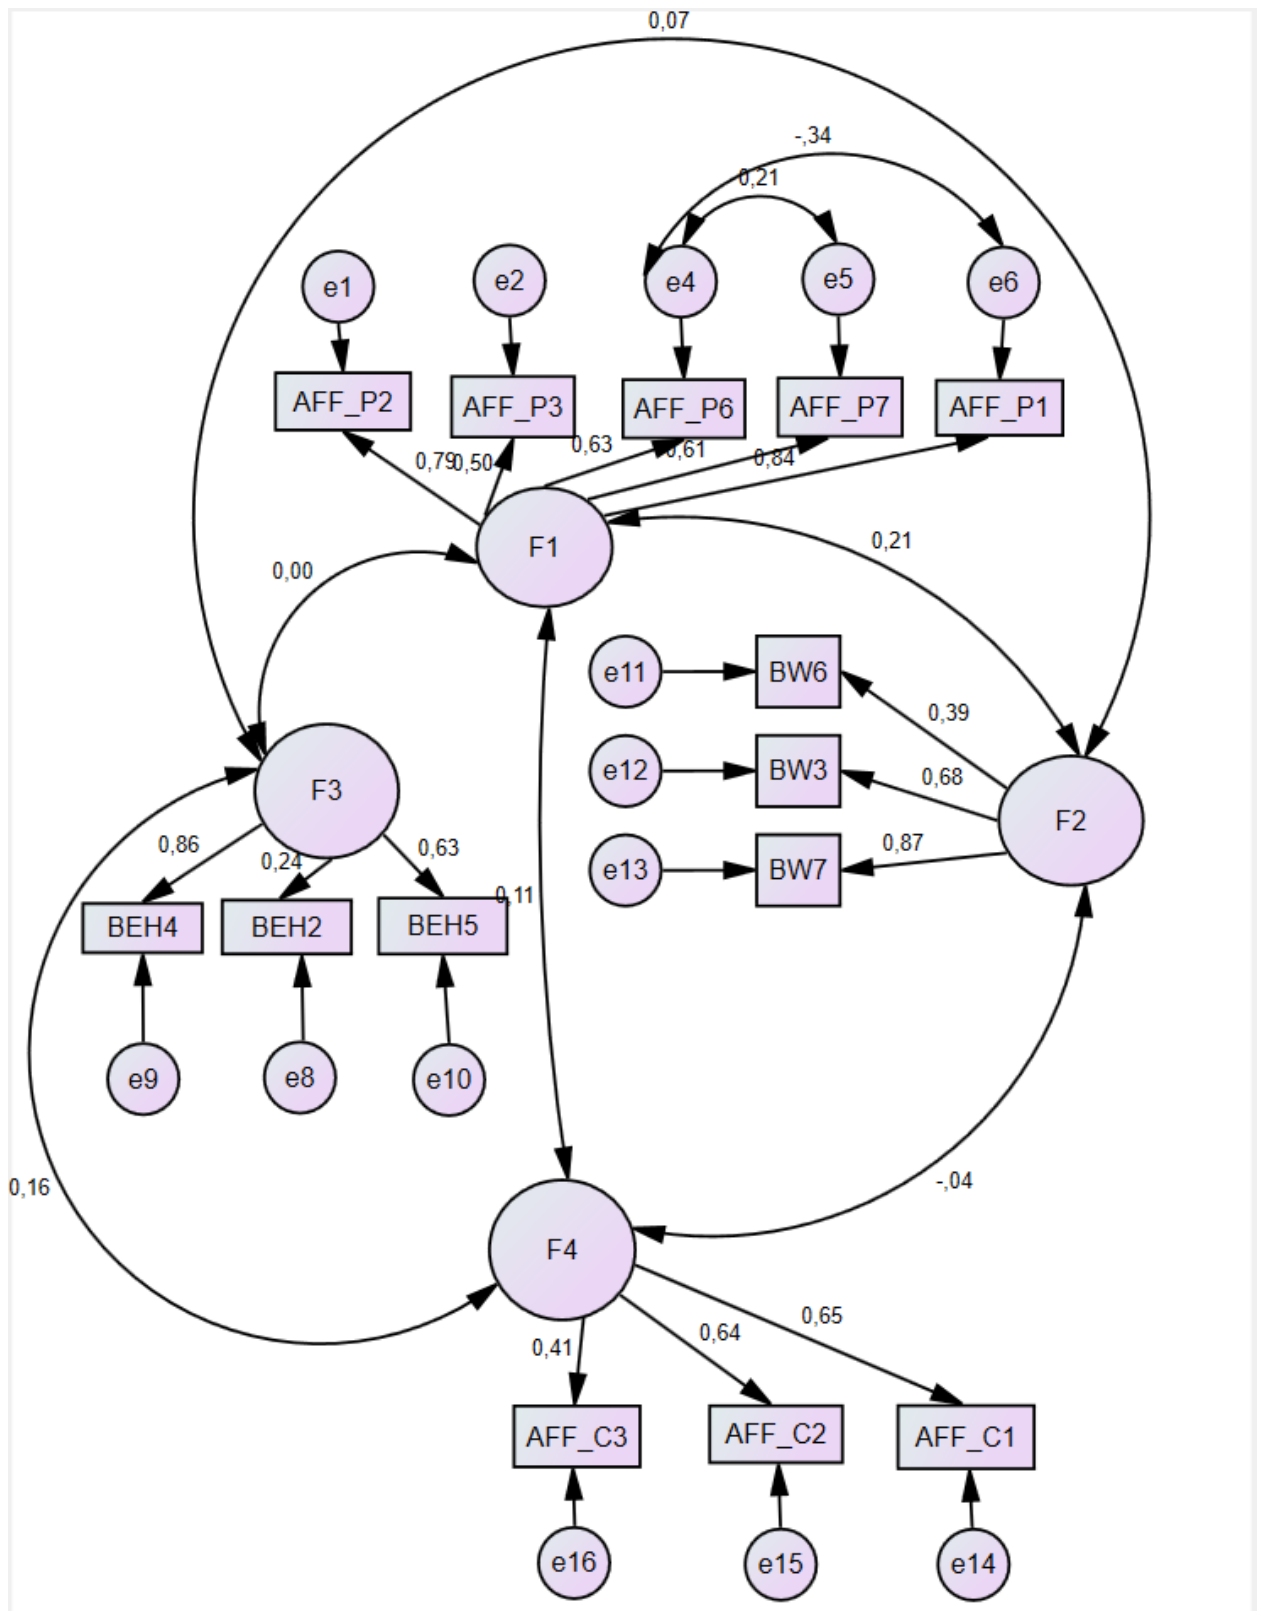 0,07
-,34
0,21
e1
e2
e4
e5
e6
AFF_P2
AFF_P3
AFF_P6
AFF_P7
AFF_P1
0,79
0,50
0,63
0,61
0,84
F1
0,21
0,00
e11
BW6
0,39
e12
BW3
0,68
F3
F2
e13
BW7
0,87
0,86
0,24
0,63
0,11
BEH4
BEH2
BEH5
e9
e8
e10
0,16
-,04
F4
0,41
0,64
0,65
AFF_C3
AFF_C2
AFF_C1
e16
e15
e14